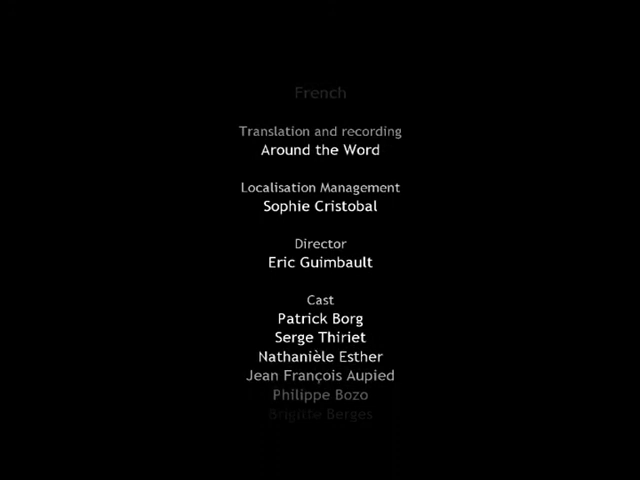 French
Translation and recording
Around the Word
Localisation Management
Sophie Cristobal
Director
Eric Guimbault
Cast
Patrick Borg
Serge Thiriet
Nathanièle Esther
Jean François Aupied
Philippe Bozo
Brigitte Berges